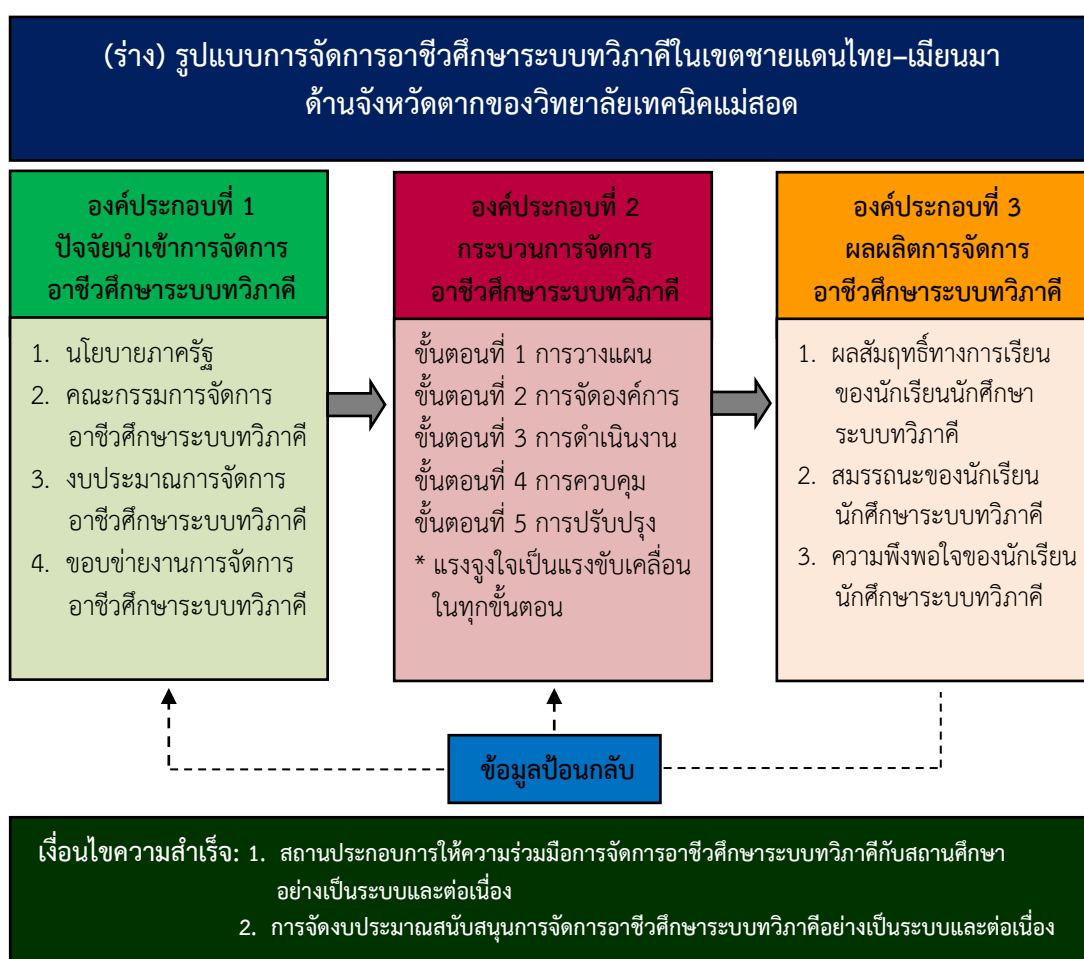 (ร่าง) รูปแบบการจัดการอาชีวศึกษาระบบทวิภาคีในเขตชายแดนไทย–เมียนมา
ด้านจังหวัดตากของวิทยาลัยเทคนิคแม่สอด
องค์ประกอบที่ 1
ปัจจัยนำเข้าการจัดการ
อาชีวศึกษาระบบทวิภาคี
1. นโยบายภาครัฐ
2. คณะกรรมการจัดการ
อาชีวศึกษาระบบทวิภาคี
3. งบประมาณการจัดการ
อาชีวศึกษาระบบทวิภาคี
4. ขอบข่ายงานการจัดการ
อาชีวศึกษาระบบทวิภาคี
องค์ประกอบที่ 2
กระบวนการจัดการ
อาชีวศึกษาระบบทวิภาคี
ขั้นตอนที่ 1 การวางแผน
ขั้นตอนที่ 2 การจัดองค์การ
ขั้นตอนที่ 3 การดำเนินงาน
ขั้นตอนที่ 4 การควบคุม
ขั้นตอนที่ 5 การปรับปรุง
* แรงจูงใจเป็นแรงขับเคลื่อน
ในทุกขั้นตอน
องค์ประกอบที่ 3
ผลผลิตการจัดการ
อาชีวศึกษาระบบทวิภาคี
1. ผลสัมฤทธิ์ทางการเรียน
ของนักเรียนนักศึกษา
ระบบทวิภาคี
2. สมรรถนะของนักเรียน
นักศึกษาระบบทวิภาคี
3. ความพึงพอใจของนักเรียน
นักศึกษาระบบทวิภาคี
ข้อมูลป้อนกลับ
เงื่อนไขความสำเร็จ: 1. สถานประกอบการให้ความร่วมมือการจัดการอาชีวศึกษาระบบทวิภาคีกับสถานศึกษา
อย่างเป็นระบบและต่อเนื่อง
2. การจัดงบประมาณสนับสนุนการจัดการอาชีวศึกษาระบบทวิภาคีอย่างเป็นระบบและต่อเนื่อง